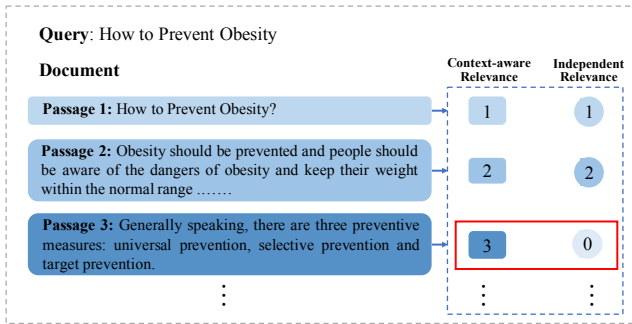 Query: How to Prevent Obesity
Document
Context-aware Relevance
Independent Relevance
Passage 1: How to Prevent Obesity?
1
1
Passage 2: Obesity should be prevented and people should
be aware of the dangers of obesity and keep their weight
within the normal range …….
2
2
Passage 3: Generally speaking, there are three preventive
measures: universal prevention, selective prevention and
target prevention.
3
0